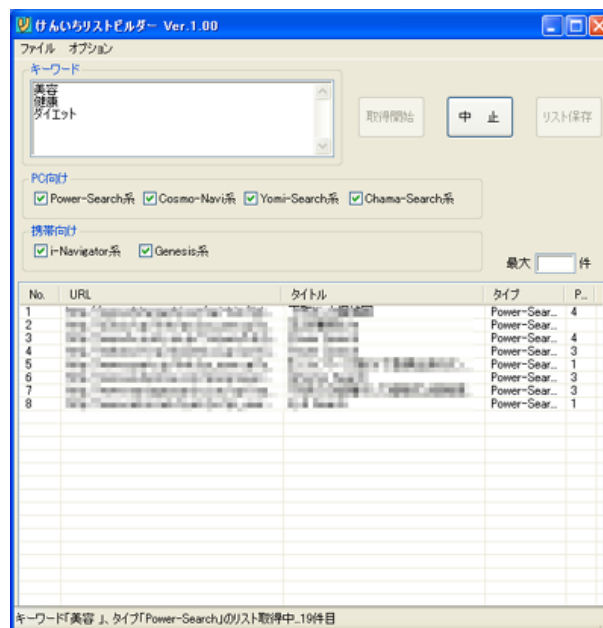 けんいちリストビルダー Ver.1.00
ファイル オプション
キーワード
美容
健康
ダイエット
取得開始 中 止 リスト保存
PC向け
Power-Search系 Cosmo-Navi系 Yomi-Search系 Chama-Search系
携帯向け
i-Navigator系 Genesis系
最大 件
No. URL タイトル タイプ P...
1 Power-Sear... 4
2 Power-Sear...
3 Power-Sear... 4
4 Power-Sear... 3
5 Power-Sear... 1
6 Power-Sear... 3
7 Power-Sear... 3
8 Power-Sear... 1
キーワード「美容 」、タイプ「Power-Search」のリスト取得中...19件目